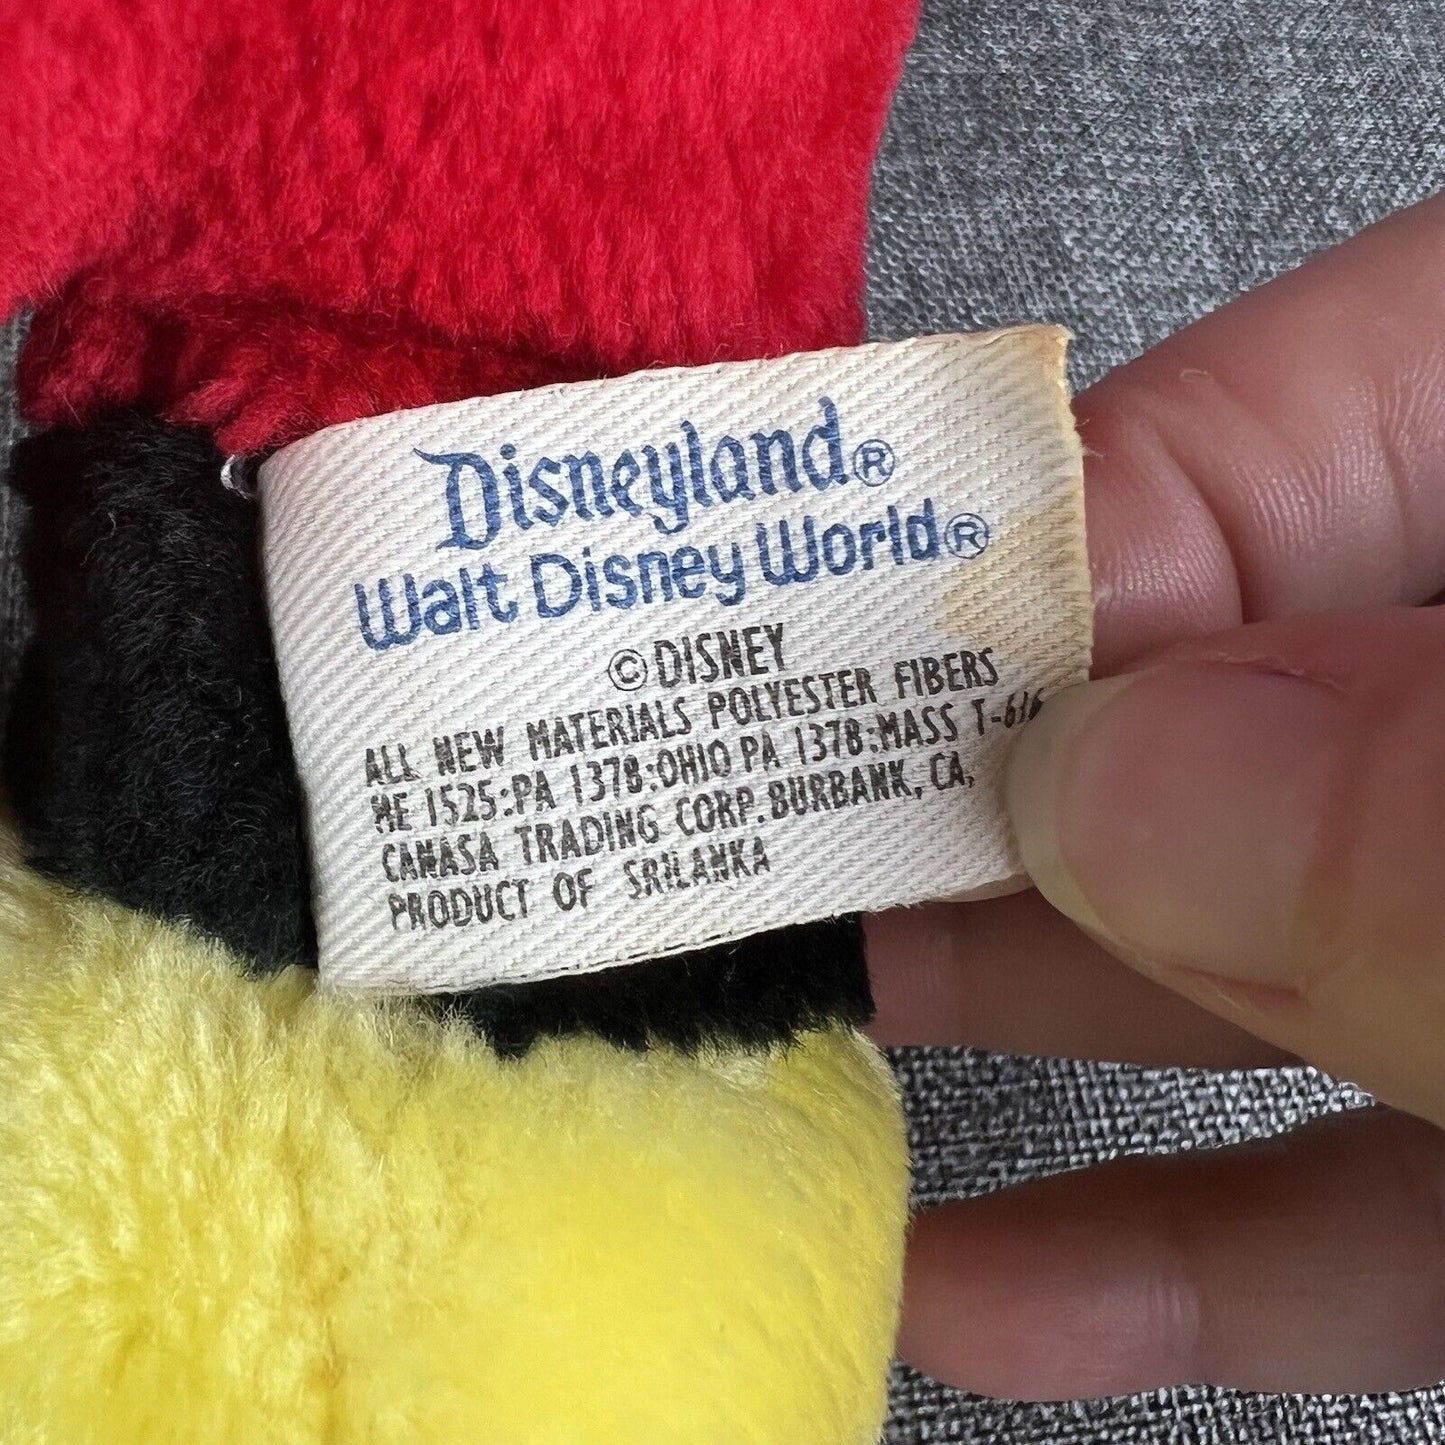 Disneyland®
Walt Disney World®
©DISNEY
ALL NEW MATERIALS POLYESTER FIBERS
ME 1525:PA 1378:OHIO PA 1378:MASS T-616
CANASA TRADING CORP. BURBANK, CA,
PRODUCT OF SRILANKA